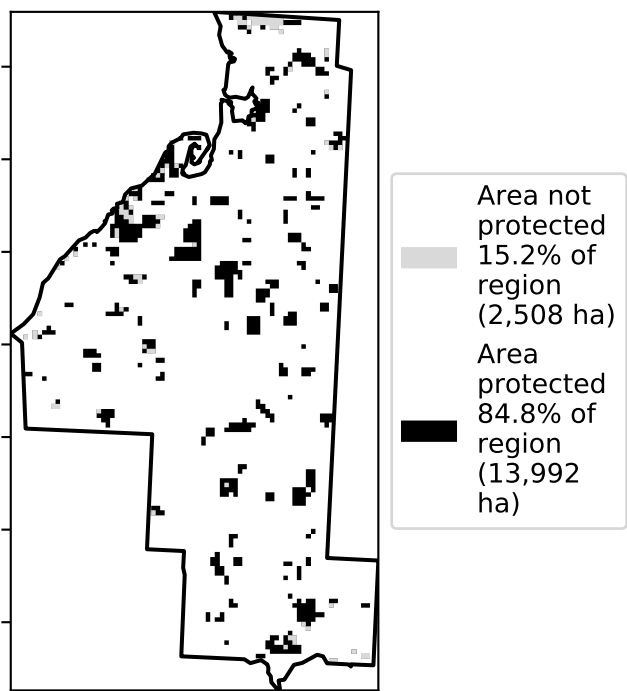 Area not
protected
15.2% of
region
(2,508 ha)
Area
protected
84.8% of
region
(13,992
ha)